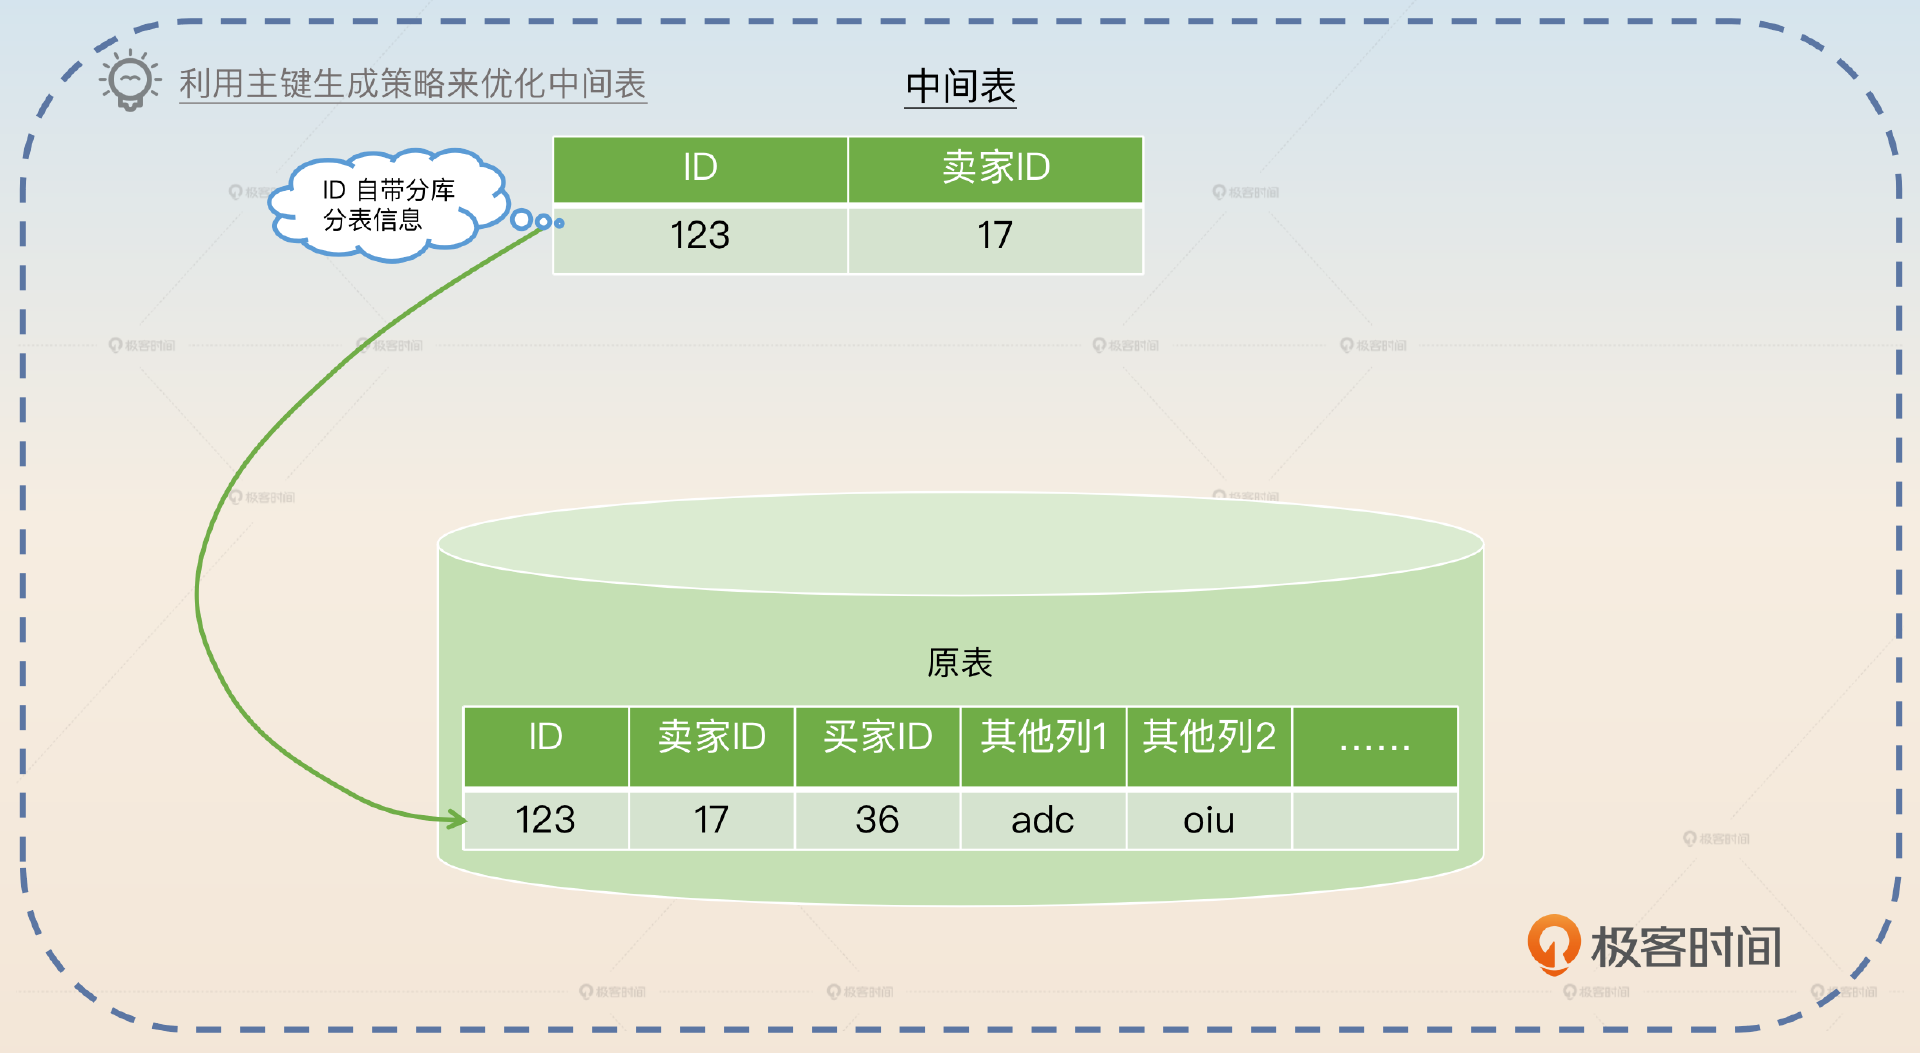 利用主键生成策略来优化中间表
中间表
ID 卖家ID
123 17
ID 自带分库
分表信息
原表
ID 卖家ID 买家ID 其他列1 其他列2 ……
123 17 36 adc oiu
极客时间